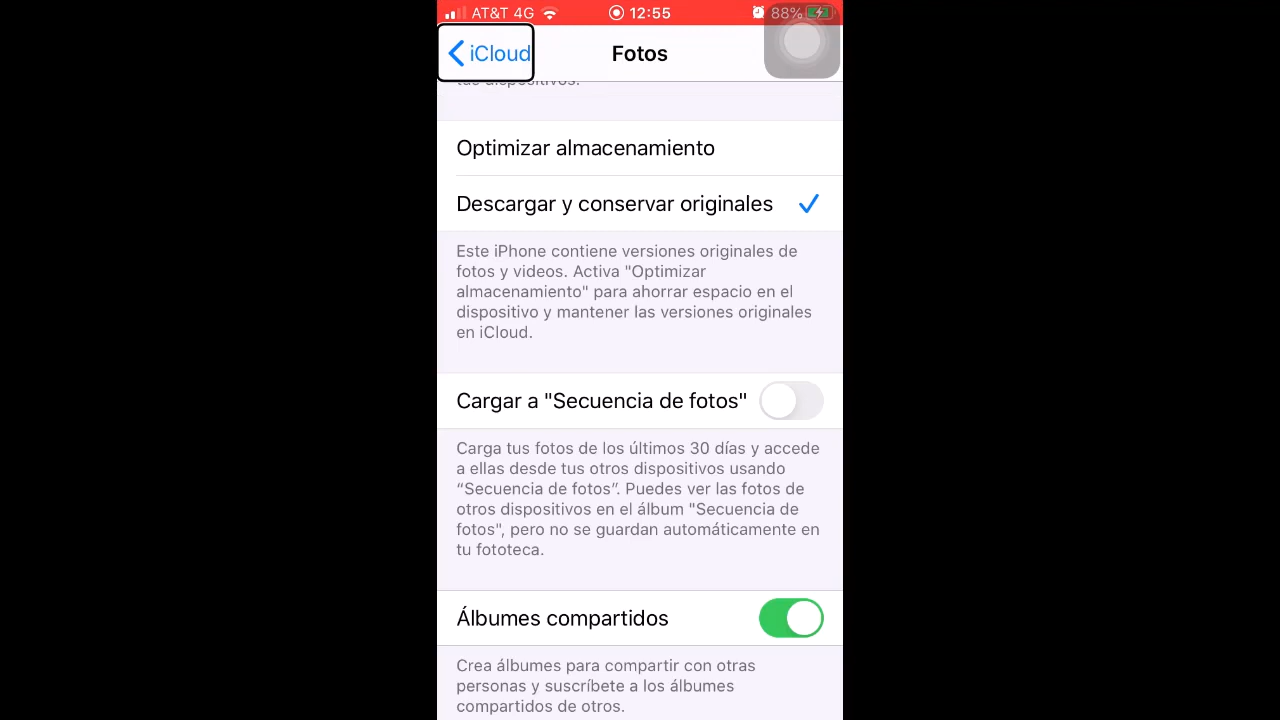 AT&T 4G 12:55 88%
iCloud Fotos
tus dispositivos.
Optimizar almacenamiento
Descargar y conservar originales
Este iPhone contiene versiones originales de
fotos y videos. Activa "Optimizar
almacenamiento" para ahorrar espacio en el
dispositivo y mantener las versiones originales
en iCloud.
Cargar a "Secuencia de fotos"
Carga tus fotos de los últimos 30 días y accede
a ellas desde tus otros dispositivos usando
“Secuencia de fotos”. Puedes ver las fotos de
otros dispositivos en el álbum "Secuencia de
fotos", pero no se guardan automáticamente en
tu fototeca.
Álbumes compartidos
Crea álbumes para compartir con otras
personas y suscríbete a los álbumes
compartidos de otros.